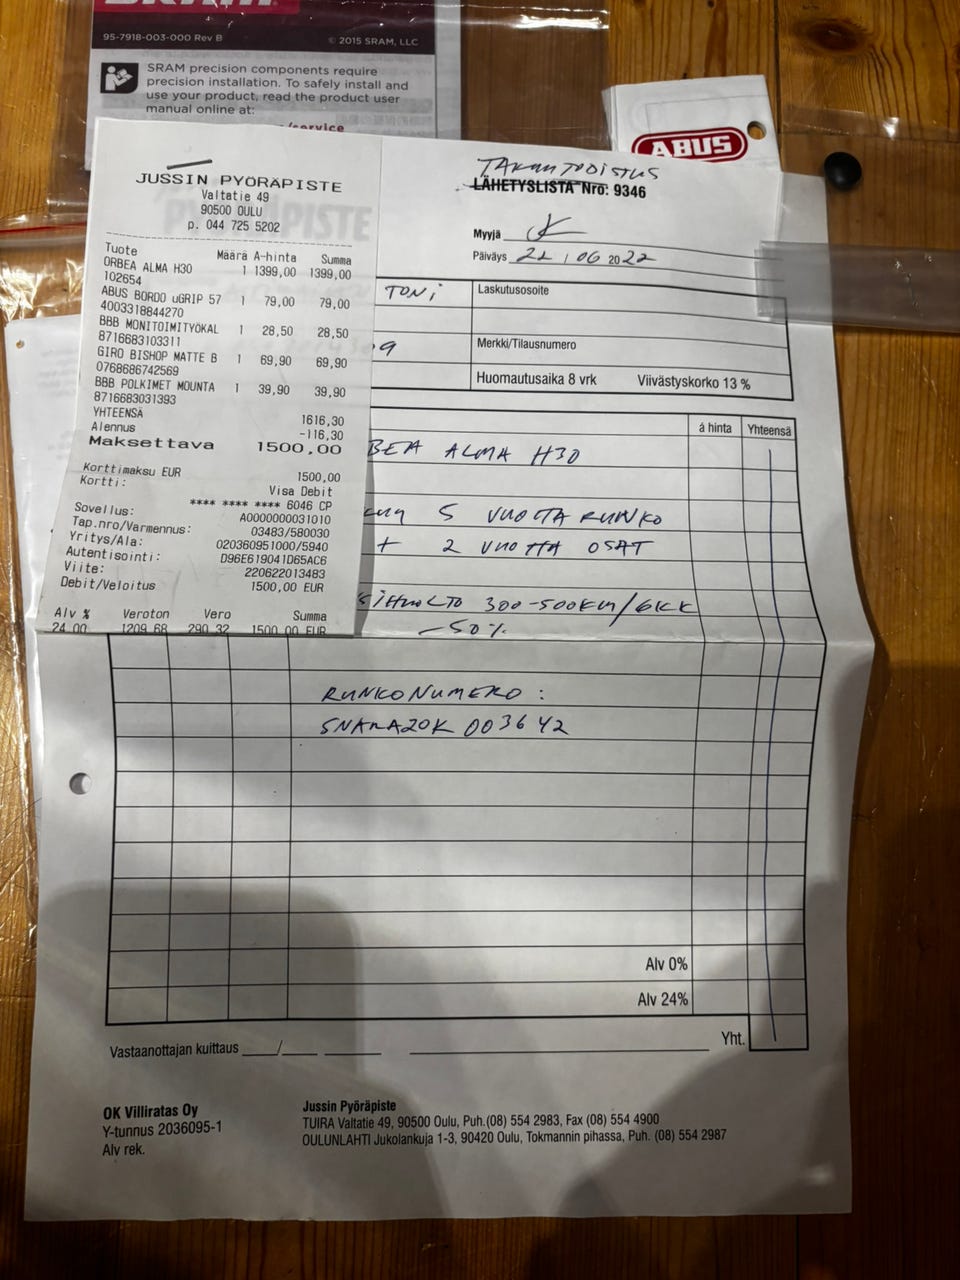 95-7918-003-000 Rev B
© 2015 SRAM, LLC
SRAM precision components require
precision installation. To safely install and
use your product, read the product user
manual online at:
/service
ABUS
JUSSIN PYÖRÄPISTE
Valtatie 49
90500 OULU
p. 044 725 5202
Tuote Määrä A-hinta Summa
ORBEA ALMA H30 1 1399,00 1399,00
102654
ABUS BORDO uGRIP 57 1 79,00 79,00
4003318844270
BBB MONITOIMITYÖKAL 1 28,50 28,50
8716683103311
GIRO BISHOP MATTE B 1 69,90 69,90
0768686742569
BBB POLKIMET MOUNTA 1 39,90 39,90
8716683031393
YHTEENSÄ 1616,30
Alennus -116,30
Maksettava 1500,00
Korttimaksu EUR 1500,00
Kortti: Visa Debit
**** **** **** 6046 CP
Sovellus: A0000000031010
Tap.nro/Varmennus: 03483/580030
Yritys/Ala: 020360951000/5940
Autentisointi: D96E619041D65AC6
Viite: 220622013483
Debit/Veloitus 1500,00 EUR
Alv % Veroton Vero Summa
24.00 1209.68 290.32 1500.00 EUR
TAKUUTODISTUS
LÄHETYSLISTA Nro: 9346
Myyjä
Päiväys 22 / 06 2022
TONI
Laskutusosoite
9
Merkki/Tilausnumero
Huomautusaika 8 vrk Viivästyskorko 13 %
á hinta Yhteensä
BEA ALMA H30
5 VUOTTA RUNKO
+ 2 VUOTTA OSAT
SIHUOLTO 300-500KM/6KK
-50%
RUNKONUMERO:
SNARA20K 003642
Alv 0%
Alv 24%
Yht.
Vastaanottajan kuittaus
OK Villiratas Oy
Y-tunnus 2036095-1
Alv rek.
Jussin Pyöräpiste
TUIRA Valtatie 49, 90500 Oulu, Puh.(08) 554 2983, Fax (08) 554 4900
OULUNLAHTI Jukolankuja 1-3, 90420 Oulu, Tokmannin pihassa, Puh. (08) 554 2987